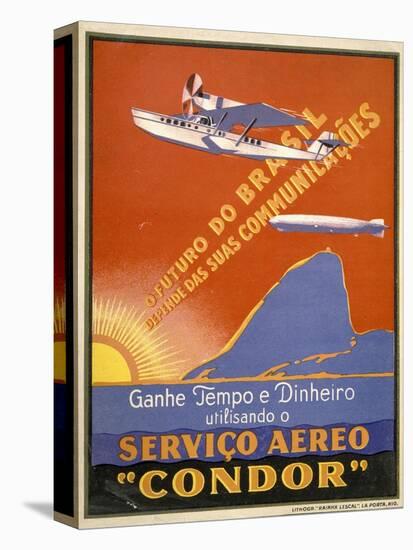 O FUTURO DO BRASIL
DEPENDE DAS SUAS COMMUNICAÇÕES
Ganhe Tempo e Dinheiro
utilisando o
SERVIÇO AEREO
"CONDOR"
LITHOGR. "RAINHA LESCAL", LA PORTA, RIO.